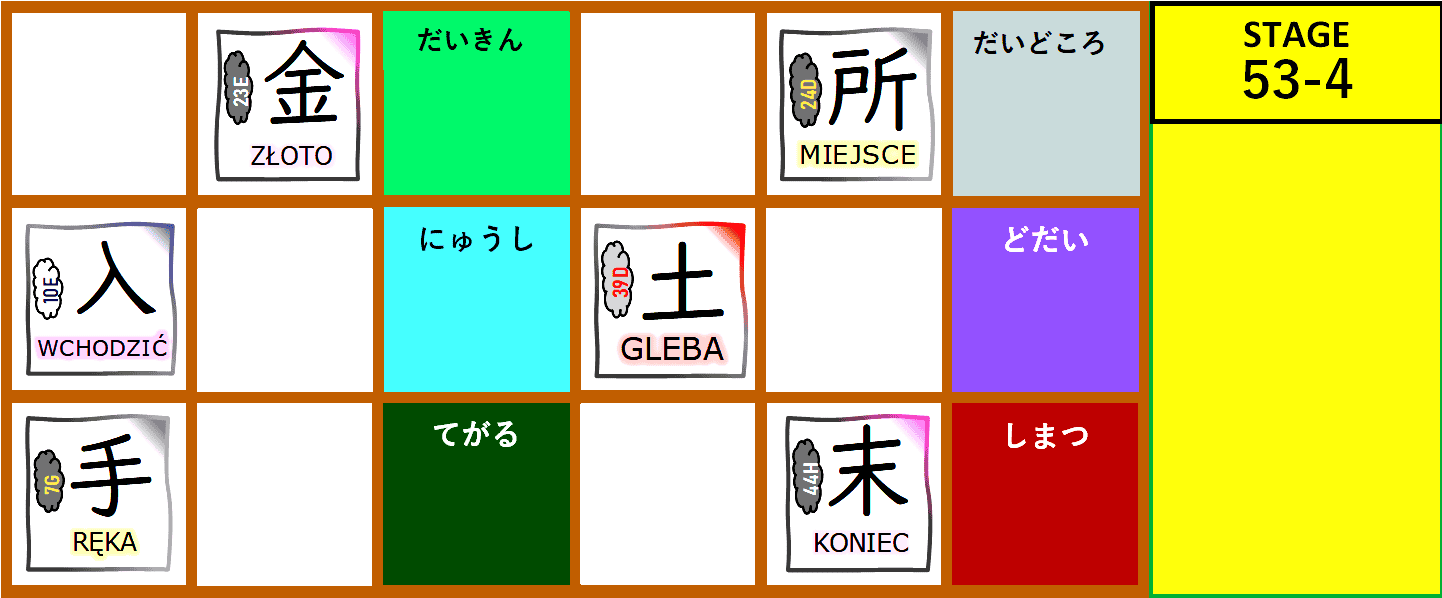 23E
金
ZŁOTO
だいきん
24D
所
MIEJSCE
だいどころ
STAGE
53-4
10E
入
WCHODZIĆ
にゅうし
39D
土
GLEBA
どだい
7G
手
RĘKA
てがる
44H
末
KONIEC
しまつ